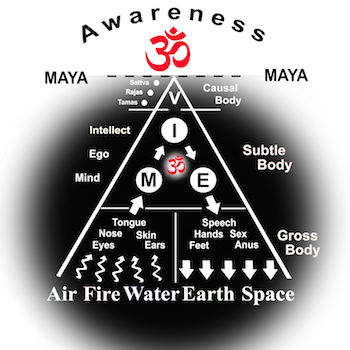 Awareness
ॐ
MAYA MAYA
Sattva
Rajas
Tamas
V
Causal
Body
Intellect
I
Ego
Subtle
Body
ॐ
Mind
M
E
Tongue
Nose
Eyes
Skin
Ears
Speech
Hands
Sex
Feet
Anus
Gross
Body
Air Fire Water Earth Space